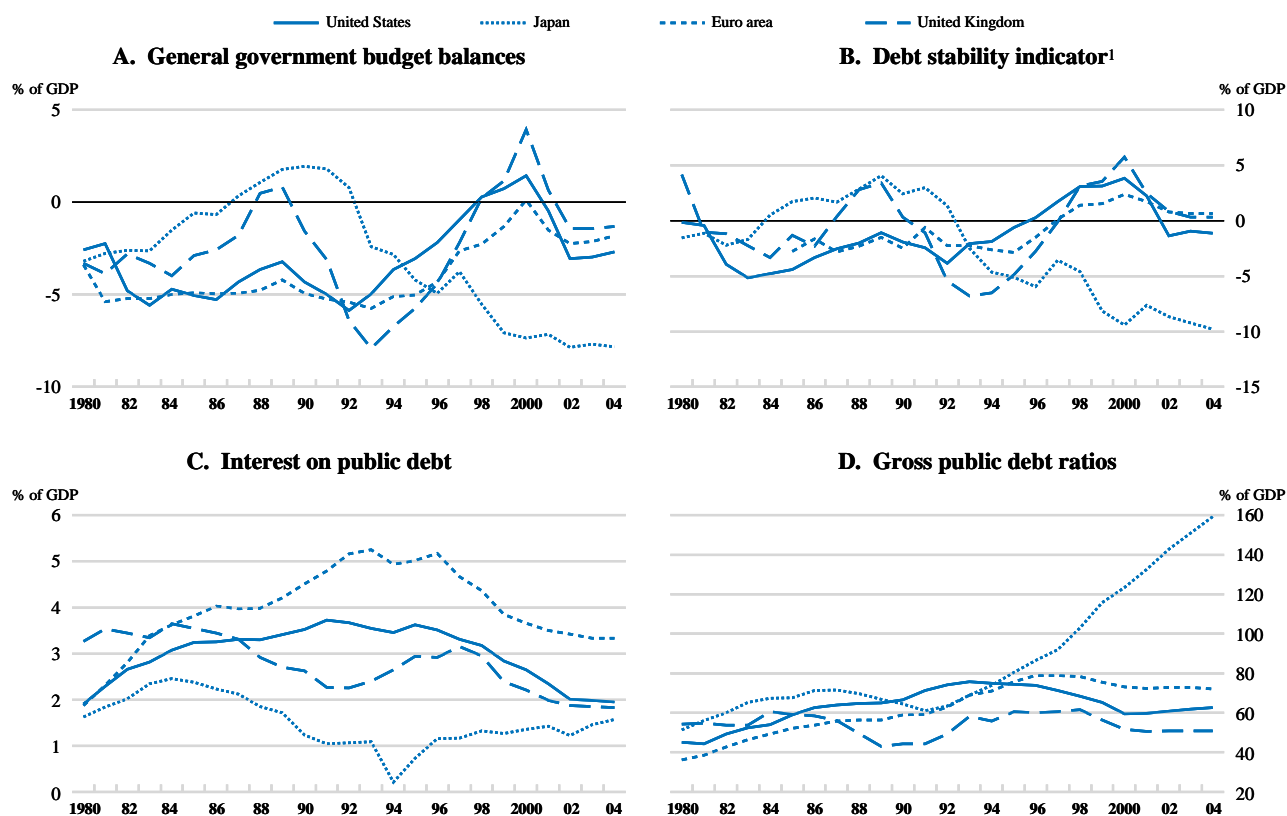 United States Japan Euro area United Kingdom
A. General government budget balances
% of GDP
5
0
-5
-10
1980 82 84 86 88 90 92 94 96 98 2000 02 04
B. Debt stability indicator¹
% of GDP
10
5
0
-5
-10
-15
1980 82 84 86 88 90 92 94 96 98 2000 02 04
C. Interest on public debt
% of GDP
6
5
4
3
2
1
0
1980 82 84 86 88 90 92 94 96 98 2000 02 04
D. Gross public debt ratios
% of GDP
160
140
120
100
80
60
40
20
1980 82 84 86 88 90 92 94 96 98 2000 02 04